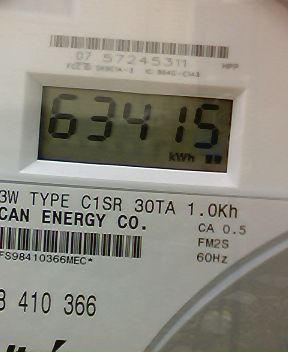 07 57245311
HPP
63415
kWh
3W TYPE C1SR 30TA 1.0Kh
CAN ENERGY CO.
CA 0.5
FM2S
60Hz
FS98410366MEC*
410 366